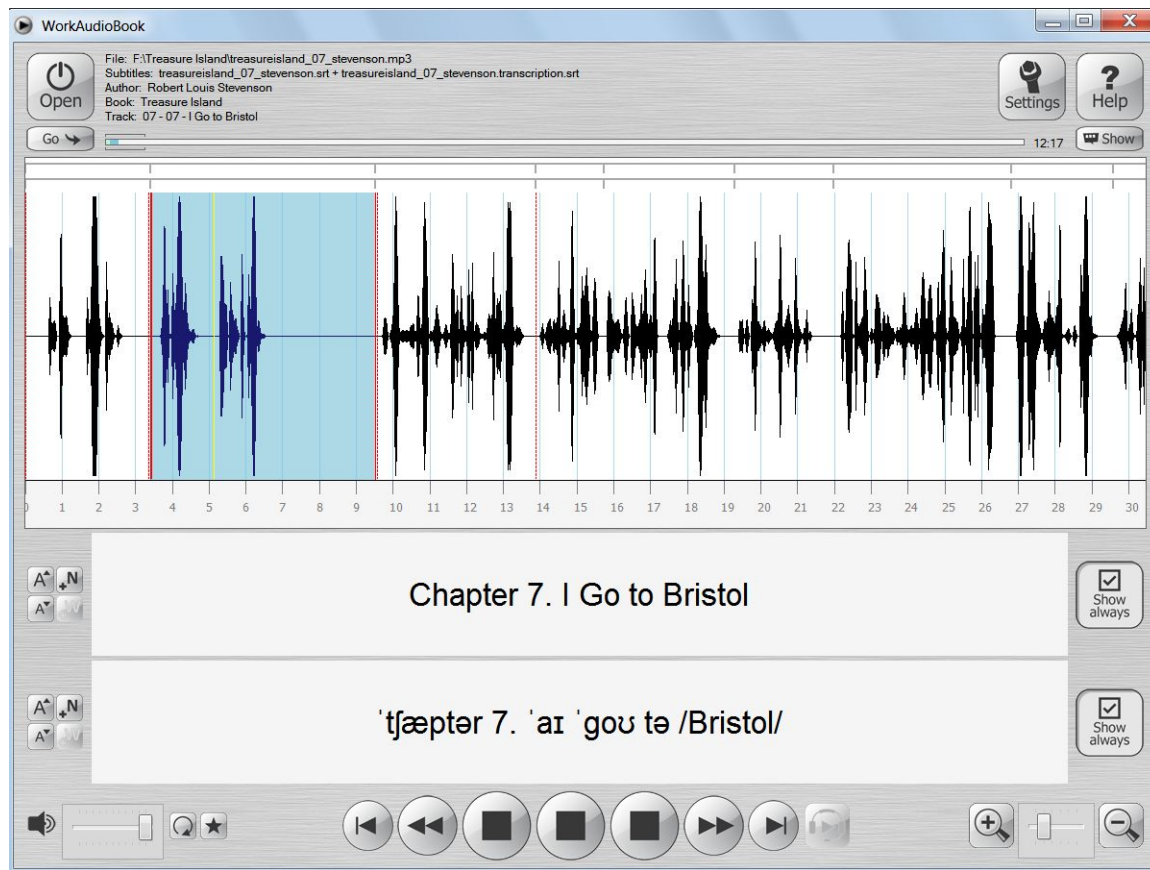 WorkAudioBook
File: F:\Treasure Island\treasureisland_07_stevenson.mp3
Subtitles: treasureisland_07_stevenson.srt + treasureisland_07_stevenson.transcription.srt
Author: Robert Louis Stevenson
Book: Treasure Island
Track: 07 - 07 - I Go to Bristol
Open
Settings
? Help
Go
12:17
Show
0 1 2 3 4 5 6 7 8 9 10 11 12 13 14 15 16 17 18 19 20 21 22 23 24 25 26 27 28 29 30
A +N
A W
Chapter 7. I Go to Bristol
Show always
A +N
A W
ˈtʃæptər 7. ˈaɪ ˈgoʊ tə /Bristol/
Show always